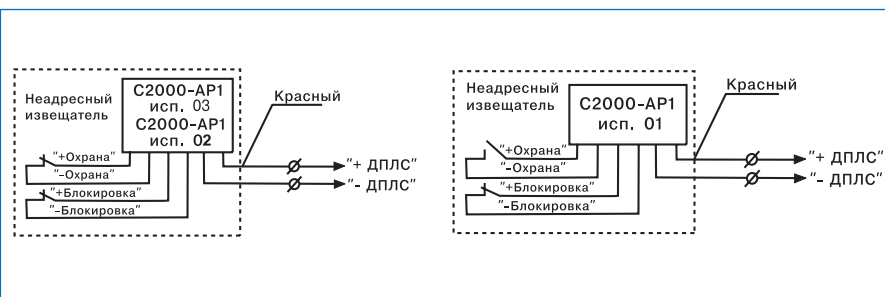 Неадресный
извещатель
С2000-АР1
исп. 03
С2000-АР1
исп. 02
Красный
"+Охрана"
"-Охрана"
"+Блокировка"
"-Блокировка"
"+ ДПЛС"
"- ДПЛС"
Неадресный
извещатель
С2000-АР1
исп. 01
Красный
"+Охрана"
"-Охрана"
"+Блокировка"
"-Блокировка"
"+ ДПЛС"
"- ДПЛС"